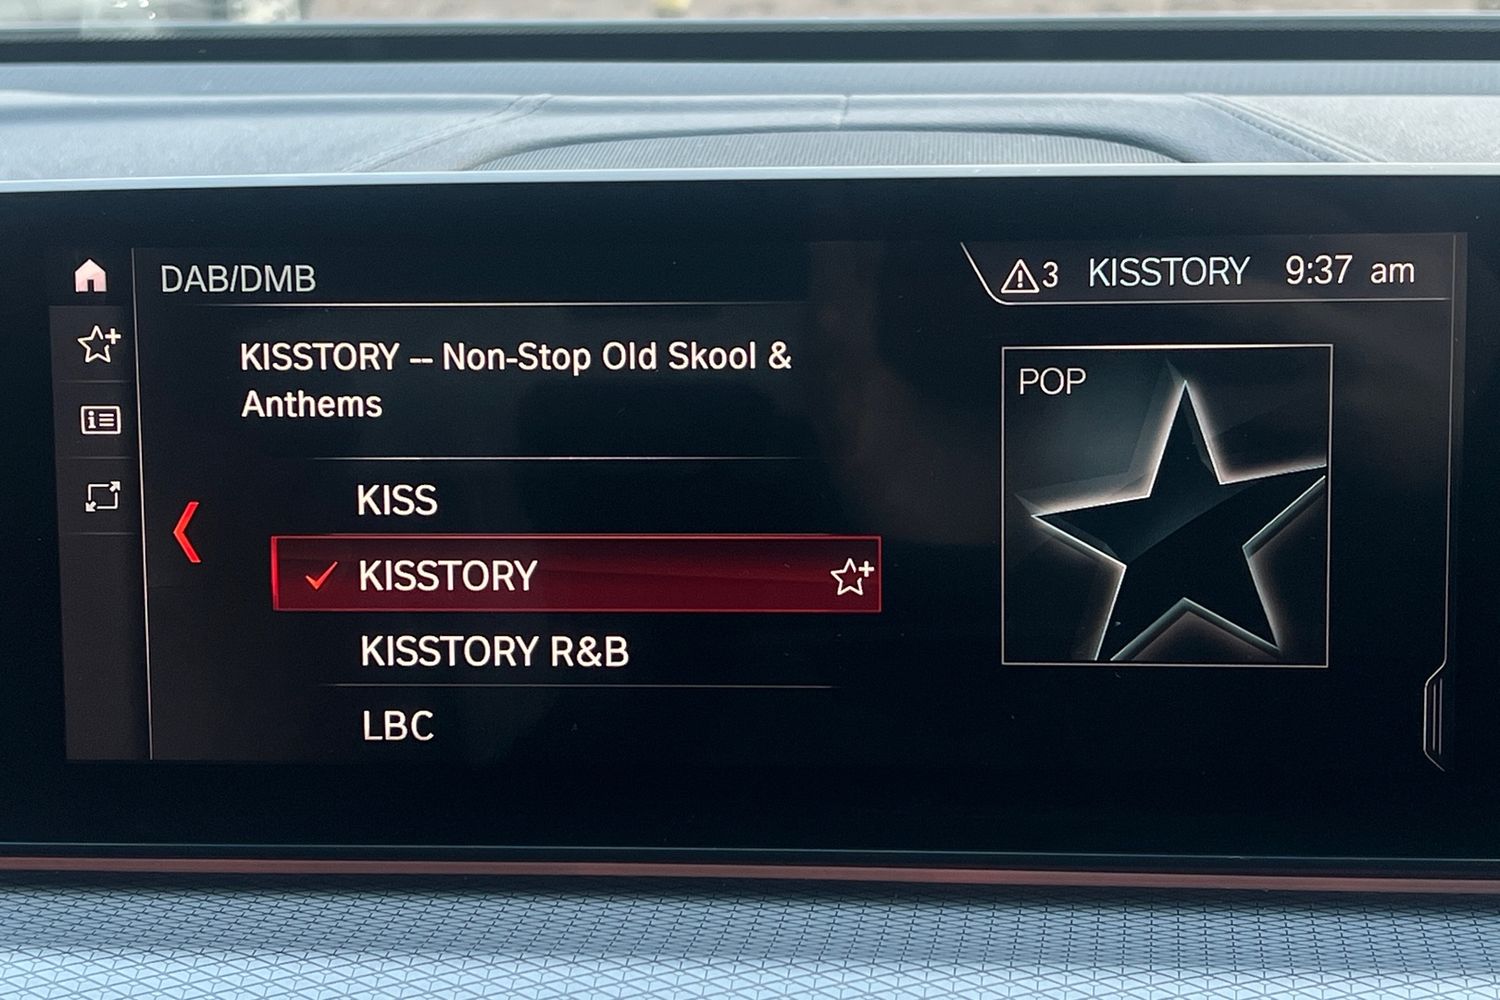 DAB/DMB
3 KISSTORY 9:37 am
KISSTORY -- Non-Stop Old Skool &
Anthems
POP
KISS
KISSTORY
KISSTORY R&B
LBC